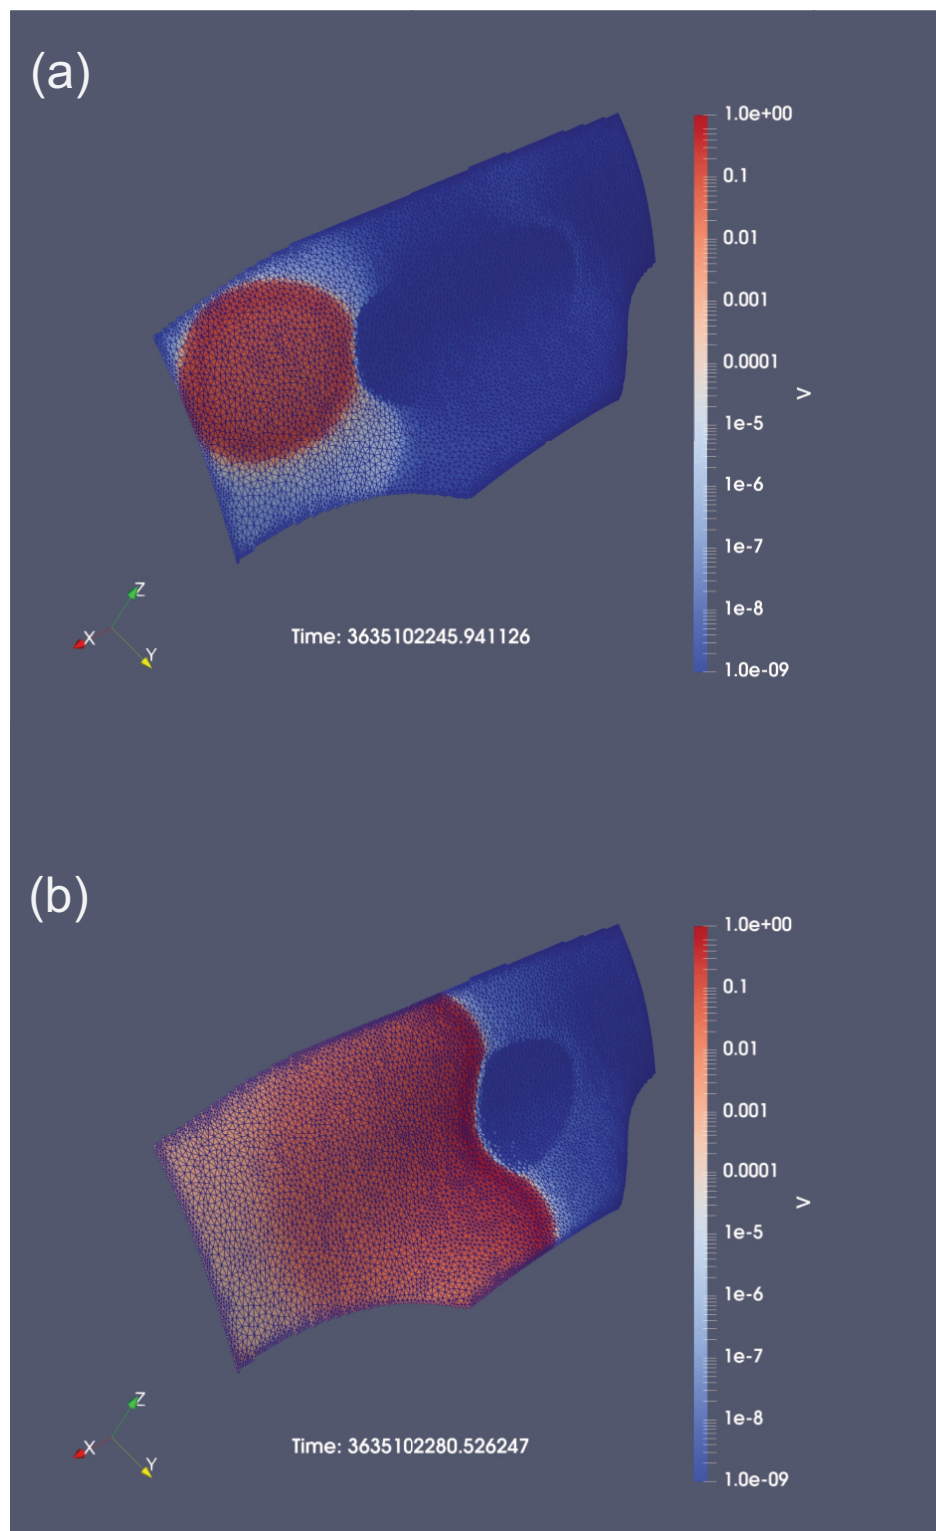 (a)
1.0e+00
0.1
0.01
0.001
0.0001
V
1e-5
1e-6
1e-7
1e-8
1.0e-09
Z
X
Y
Time: 3635102245.941126
(b)
1.0e+00
0.1
0.01
0.001
0.0001
V
1e-5
1e-6
1e-7
1e-8
1.0e-09
Z
X
Y
Time: 3635102280.526247